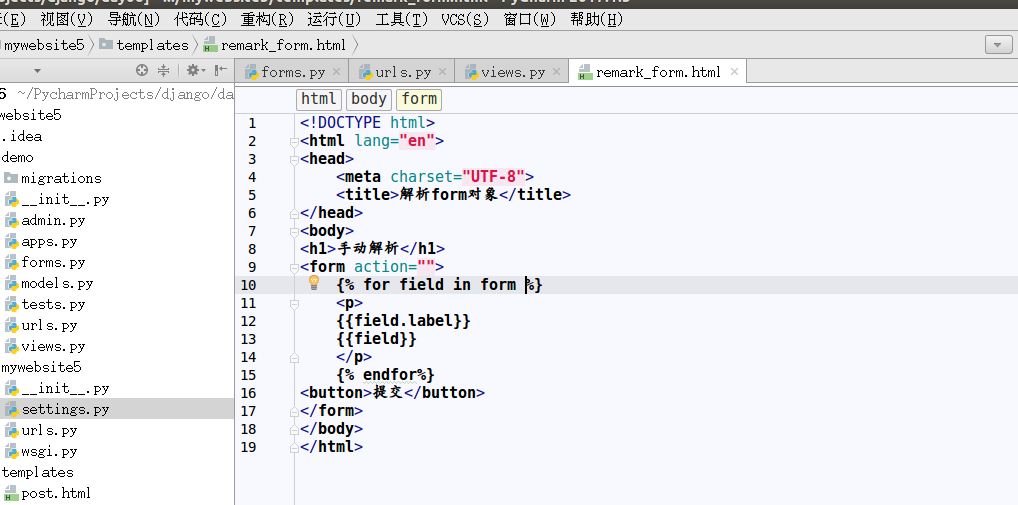 (E) 视图(V) 导航(N) 代码(C) 重构(R) 运行(U) 工具(T) VCS(S) 窗口(W) 帮助(H)
mywebsite5 templates remark_form.html
forms.py urls.py views.py remark_form.html
6 ~/PycharmProjects/django/da
website5
.idea
demo
migrations
__init__.py
admin.py
apps.py
forms.py
models.py
tests.py
urls.py
views.py
mywebsite5
__init__.py
settings.py
urls.py
wsgi.py
templates
post.html
html body form
1 <!DOCTYPE html>
2 <html lang="en">
3 <head>
4 <meta charset="UTF-8">
5 <title>解析form对象</title>
6 </head>
7 <body>
8 <h1>手动解析</h1>
9 <form action="">
10 {% for field in form %}
11 <p>
12 {{field.label}}
13 {{field}}
14 </p>
15 {% endfor%}
16 <button>提交</button>
17 </form>
18 </body>
19 </html>